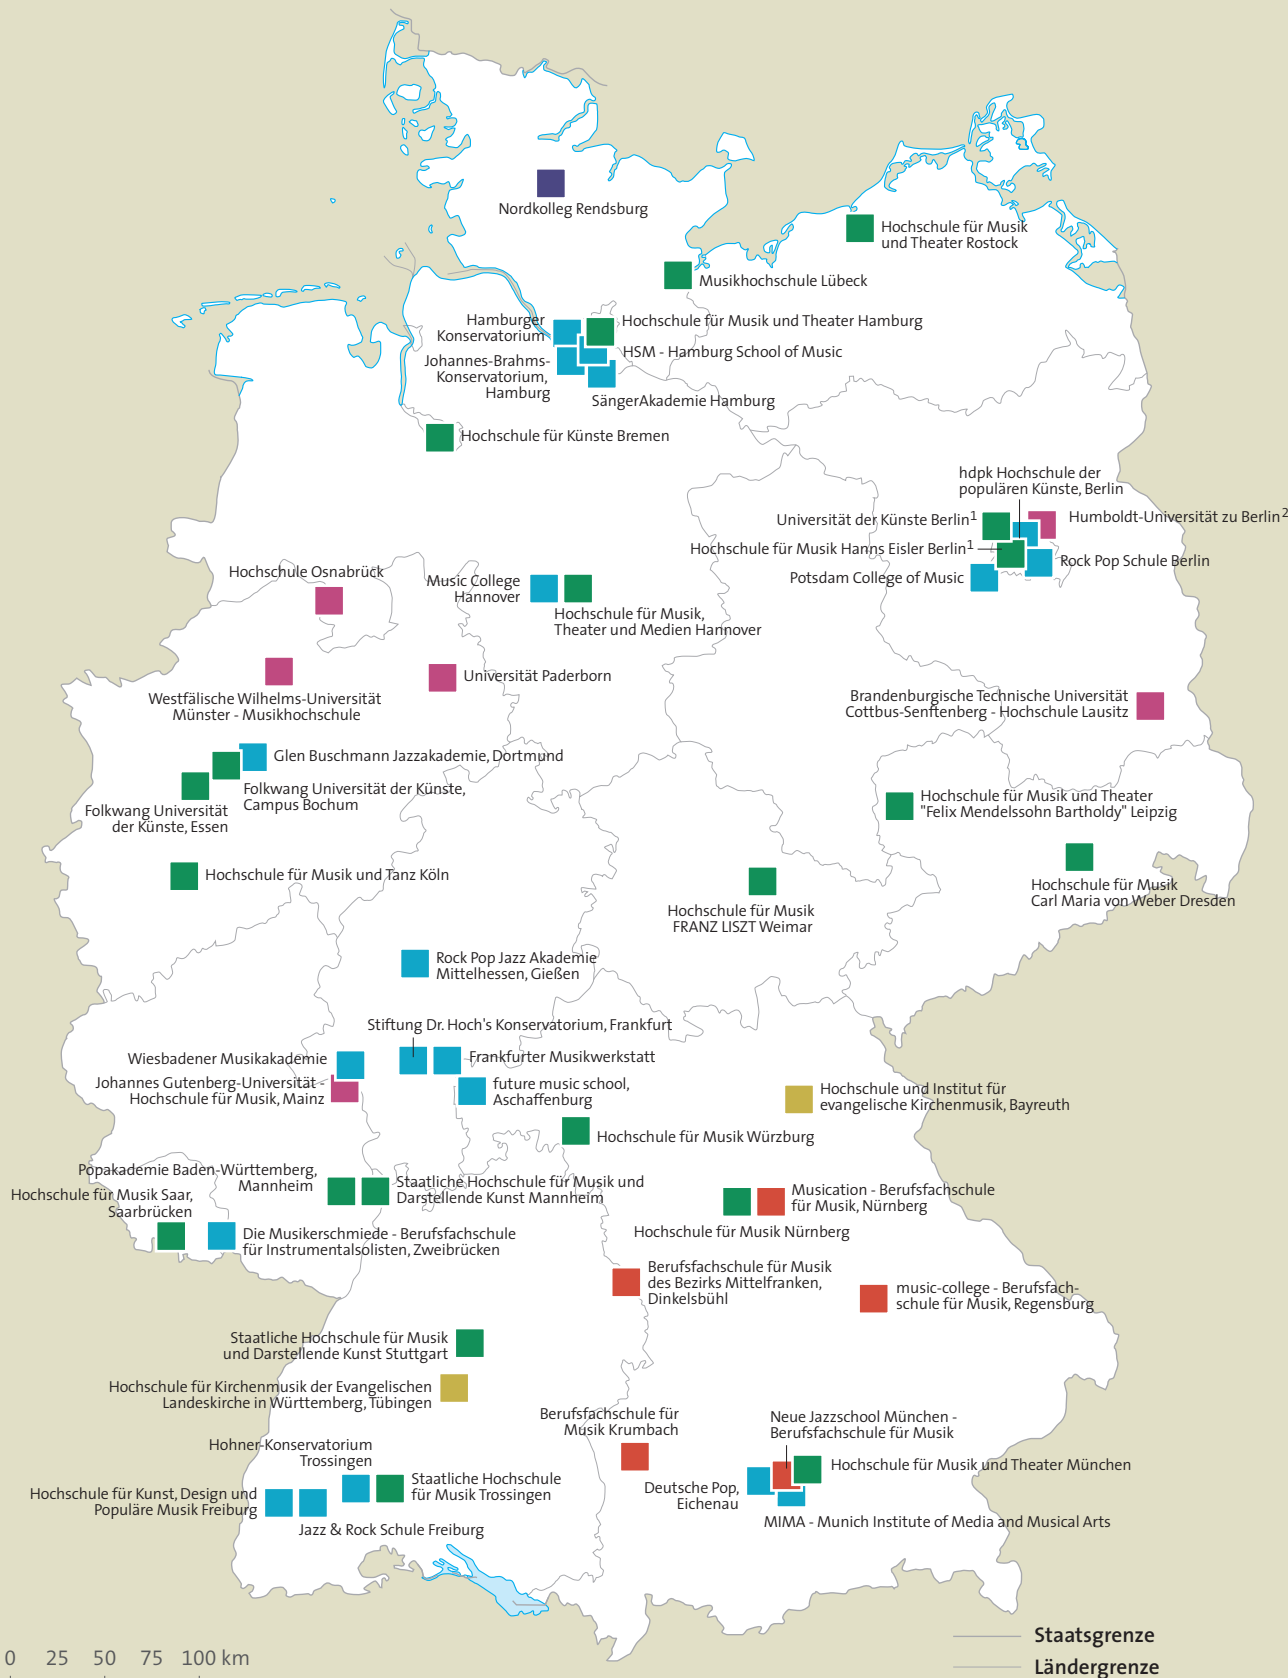 Nordkolleg Rendsburg
Hochschule für Musik
und Theater Rostock
Musikhochschule Lübeck
Hamburger
Konservatorium
Hochschule für Musik und Theater Hamburg
HSM - Hamburg School of Music
Johannes-Brahms-
Konservatorium,
Hamburg
SängerAkademie Hamburg
Hochschule für Künste Bremen
hdpk Hochschule der
populären Künste, Berlin
Universität der Künste Berlin1
Humboldt-Universität zu Berlin2
Hochschule für Musik Hanns Eisler Berlin1
Rock Pop Schule Berlin
Potsdam College of Music
Hochschule Osnabrück
Music College
Hannover
Hochschule für Musik,
Theater und Medien Hannover
Westfälische Wilhelms-Universität
Münster - Musikhochschule
Universität Paderborn
Brandenburgische Technische Universität
Cottbus-Senftenberg - Hochschule Lausitz
Glen Buschmann Jazzakademie, Dortmund
Folkwang Universität der Künste,
Campus Bochum
Folkwang Universität
der Künste, Essen
Hochschule für Musik und Theater
"Felix Mendelssohn Bartholdy" Leipzig
Hochschule für Musik und Tanz Köln
Hochschule für Musik
FRANZ LISZT Weimar
Hochschule für Musik
Carl Maria von Weber Dresden
Rock Pop Jazz Akademie
Mittelhessen, Gießen
Stiftung Dr. Hoch's Konservatorium, Frankfurt
Wiesbadener Musikakademie
Frankfurter Musikwerkstatt
Johannes Gutenberg-Universität -
Hochschule für Musik, Mainz
future music school,
Aschaffenburg
Hochschule und Institut für
evangelische Kirchenmusik, Bayreuth
Hochschule für Musik Würzburg
Popakademie Baden-Württemberg,
Mannheim
Staatliche Hochschule für Musik und
Darstellende Kunst Mannheim
Hochschule für Musik Saar,
Saarbrücken
Die Musikerschmiede - Berufsfachschule
für Instrumentalsolisten, Zweibrücken
Musication - Berufsfachschule
für Musik, Nürnberg
Hochschule für Musik Nürnberg
Berufsfachschule für Musik
des Bezirks Mittelfranken,
Dinkelsbühl
music-college - Berufsfach-
schule für Musik, Regensburg
Staatliche Hochschule für Musik
und Darstellende Kunst Stuttgart
Hochschule für Kirchenmusik der Evangelischen
Landeskirche in Württemberg, Tübingen
Berufsfachschule für
Musik Krumbach
Neue Jazzschool München -
Berufsfachschule für Musik
Hohner-Konservatorium
Trossingen
Staatliche Hochschule
für Musik Trossingen
Hochschule für Musik und Theater München
Deutsche Pop,
Eichenau
Hochschule für Kunst, Design und
Populäre Musik Freiburg
Jazz & Rock Schule Freiburg
MIMA - Munich Institute of Media and Musical Arts
0 25 50 75 100 km
Staatsgrenze
Ländergrenze